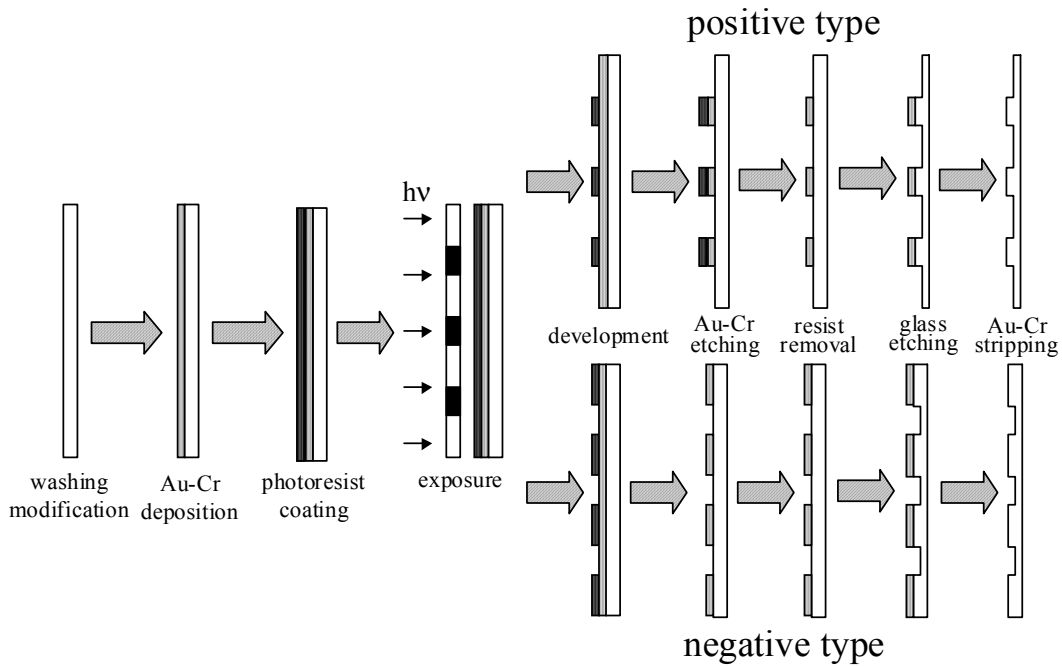 positive type
hν
development
Au-Cr
etching
resist
removal
glass
etching
Au-Cr
stripping
washing
modification
Au-Cr
deposition
photoresist
coating
exposure
negative type